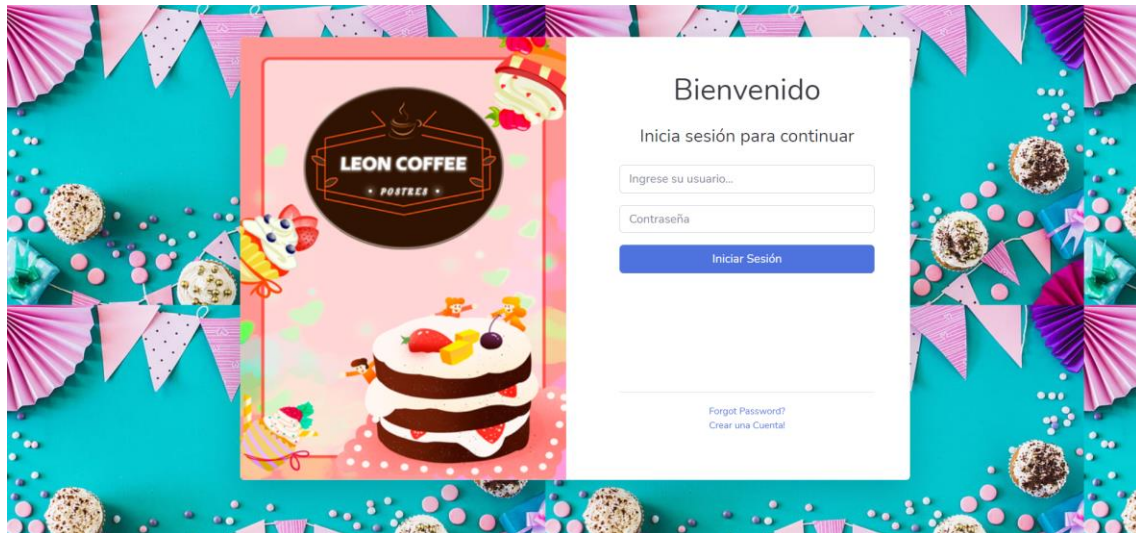 LEON COFFEE
• POSTRES •
Bienvenido
Inicia sesión para continuar
Ingrese su usuario...
Contraseña
Iniciar Sesión
Forgot Password?
Crear una Cuenta!